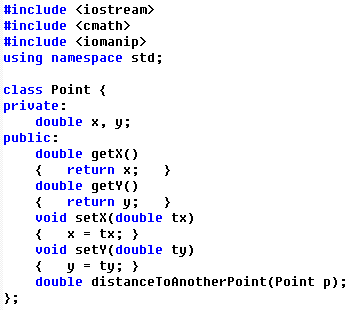 #include <iostream>
#include <cmath>
#include <iomanip>
using namespace std;

class Point {
private:
    double x, y;
public:
    double getX()
    {   return x;   }
    double getY()
    {   return y;   }
    void setX(double tx)
    {   x = tx; }
    void setY(double ty)
    {   y = ty; }
    double distanceToAnotherPoint(Point p);
};